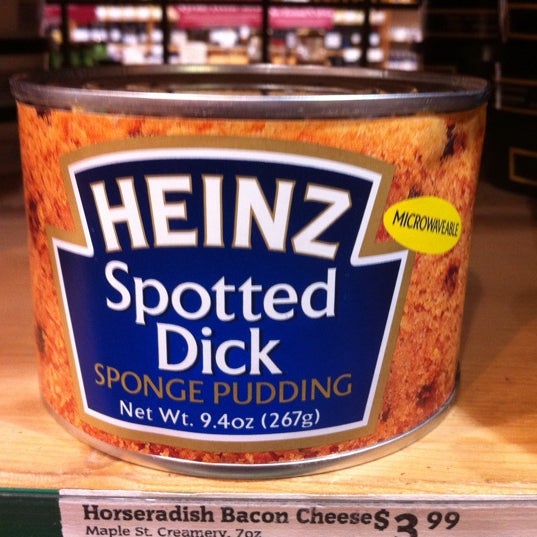 HEINZ
Spotted
Dick
SPONGE PUDDING
Net Wt. 9.4oz (267g)
MICROWAVEABLE
Horseradish Bacon Cheese $3.99
Maple St. Creamery, 7oz